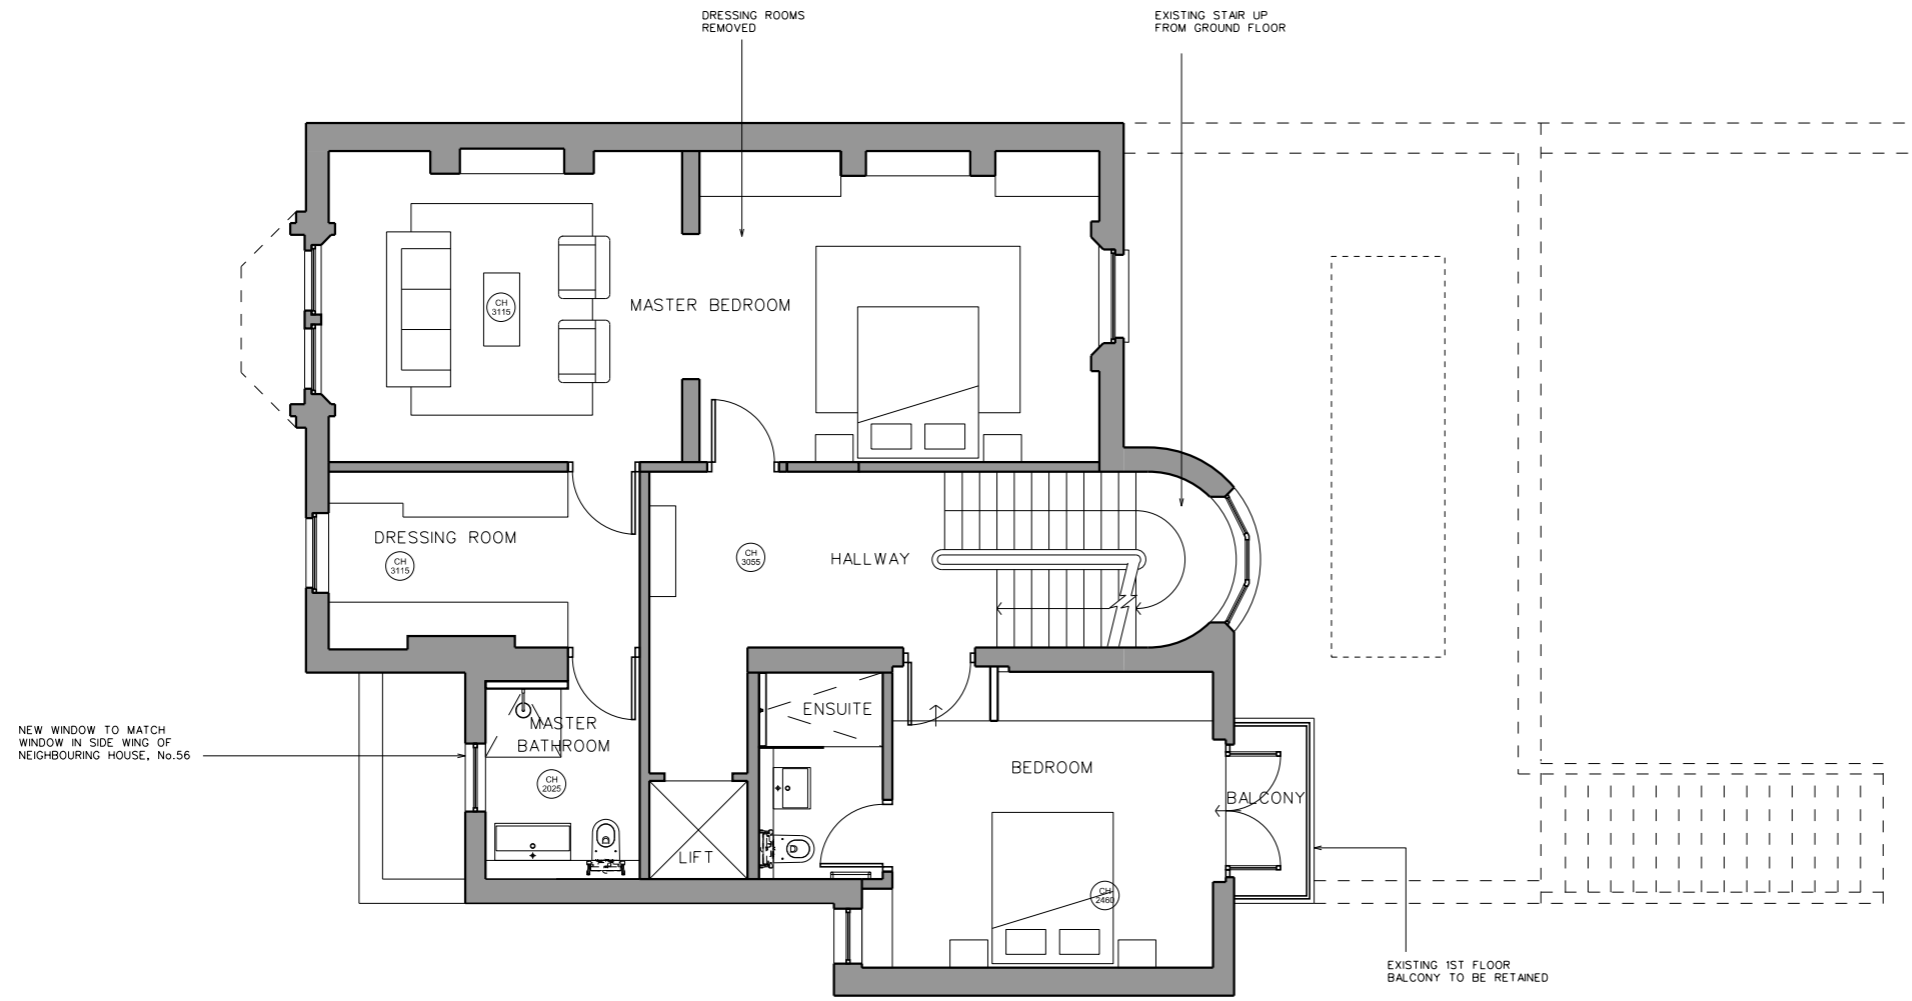 DRESSING ROOMS
REMOVED
EXISTING STAIR UP
FROM GROUND FLOOR
CH
3115
MASTER BEDROOM
DRESSING ROOM
CH
3115
CH
3055
HALLWAY
NEW WINDOW TO MATCH
WINDOW IN SIDE WING OF
NEIGHBOURING HOUSE, No.56
MASTER
BATHROOM
CH
2025
ENSUITE
LIFT
BEDROOM
BALCONY
CH
2460
EXISTING 1ST FLOOR
BALCONY TO BE RETAINED